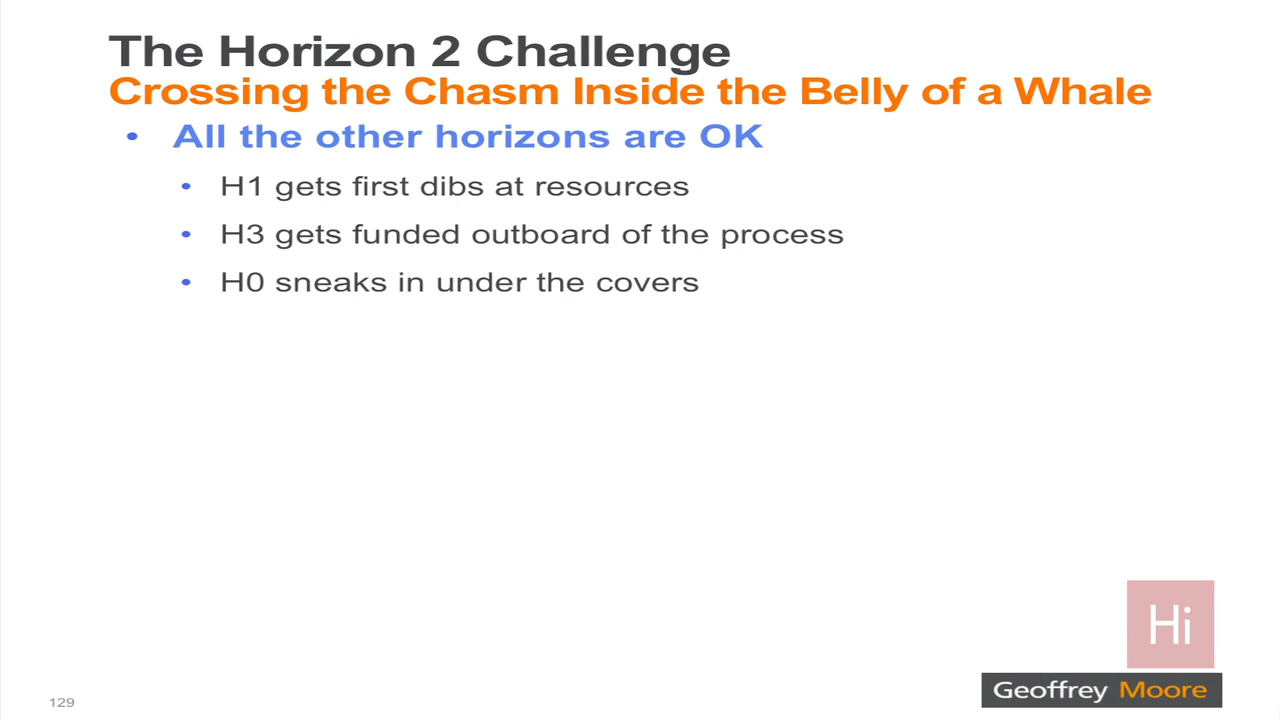 The Horizon 2 Challenge
Crossing the Chasm Inside the Belly of a Whale
• All the other horizons are OK
• H1 gets first dibs at resources
• H3 gets funded outboard of the process
• H0 sneaks in under the covers
Hi
Geoffrey Moore
129